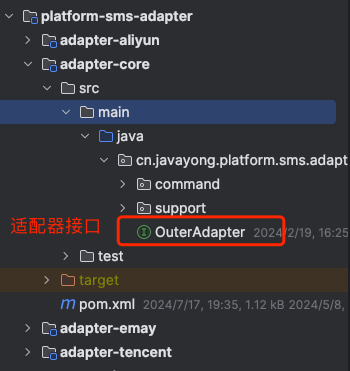 platform-sms-adapter
adapter-aliyun
adapter-core
src
main
java
cn.javayong.platform.sms.adapt
command
support
适配器接口
OuterAdapter 2024/2/19, 16:25
test
target
pom.xml 2024/7/17, 19:35, 1.12 kB 2024/5/8,
adapter-emay
adapter-tencent